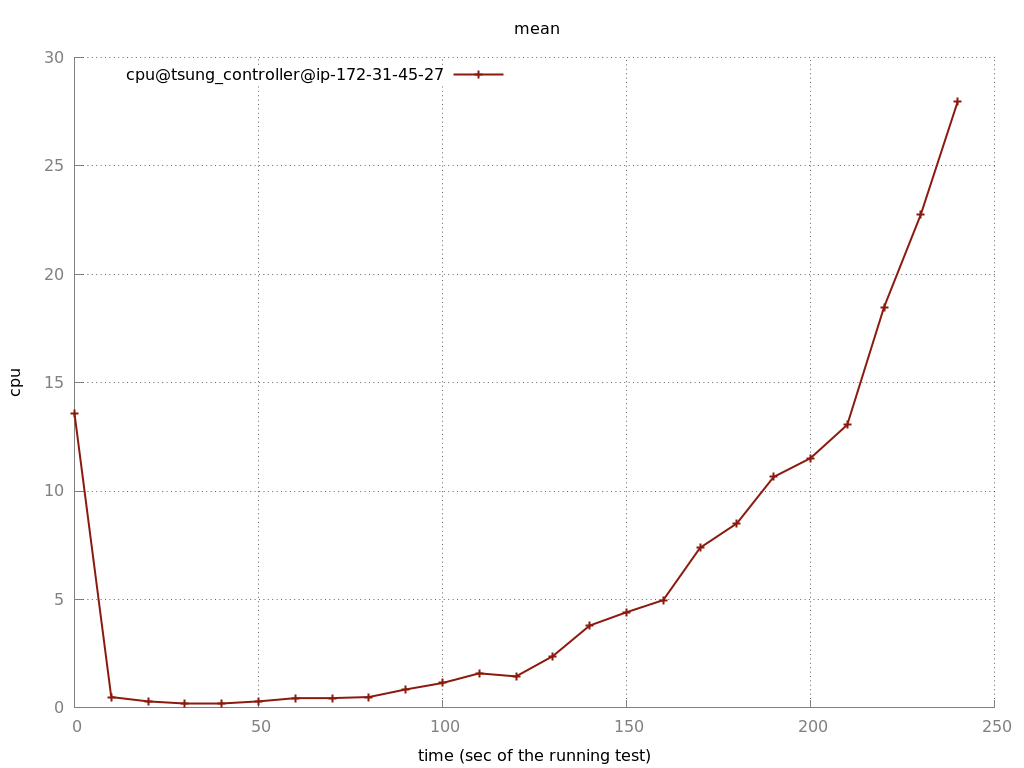 mean
30
cpu@tsung_controller@ip-172-31-45-27
25
20
15
cpu
10
5
0
0 50 100 150 200 250
time (sec of the running test)